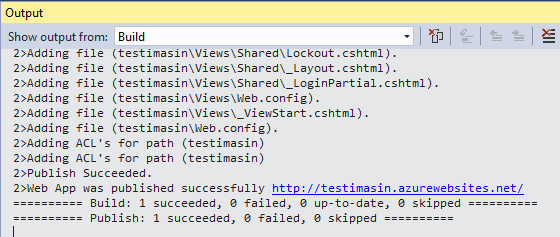 Output
Show output from: Build
2>Adding file (testimasin\Views\Shared\Lockout.cshtml).
2>Adding file (testimasin\Views\Shared\_Layout.cshtml).
2>Adding file (testimasin\Views\Shared\_LoginPartial.cshtml).
2>Adding file (testimasin\Views\Web.config).
2>Adding file (testimasin\Views\_ViewStart.cshtml).
2>Adding file (testimasin\Web.config).
2>Adding ACL's for path (testimasin)
2>Adding ACL's for path (testimasin)
2>Publish Succeeded.
2>Web App was published successfully http://testimasin.azurewebsites.net/
========== Build: 1 succeeded, 0 failed, 0 up-to-date, 0 skipped ==========
========== Publish: 1 succeeded, 0 failed, 0 skipped ==========